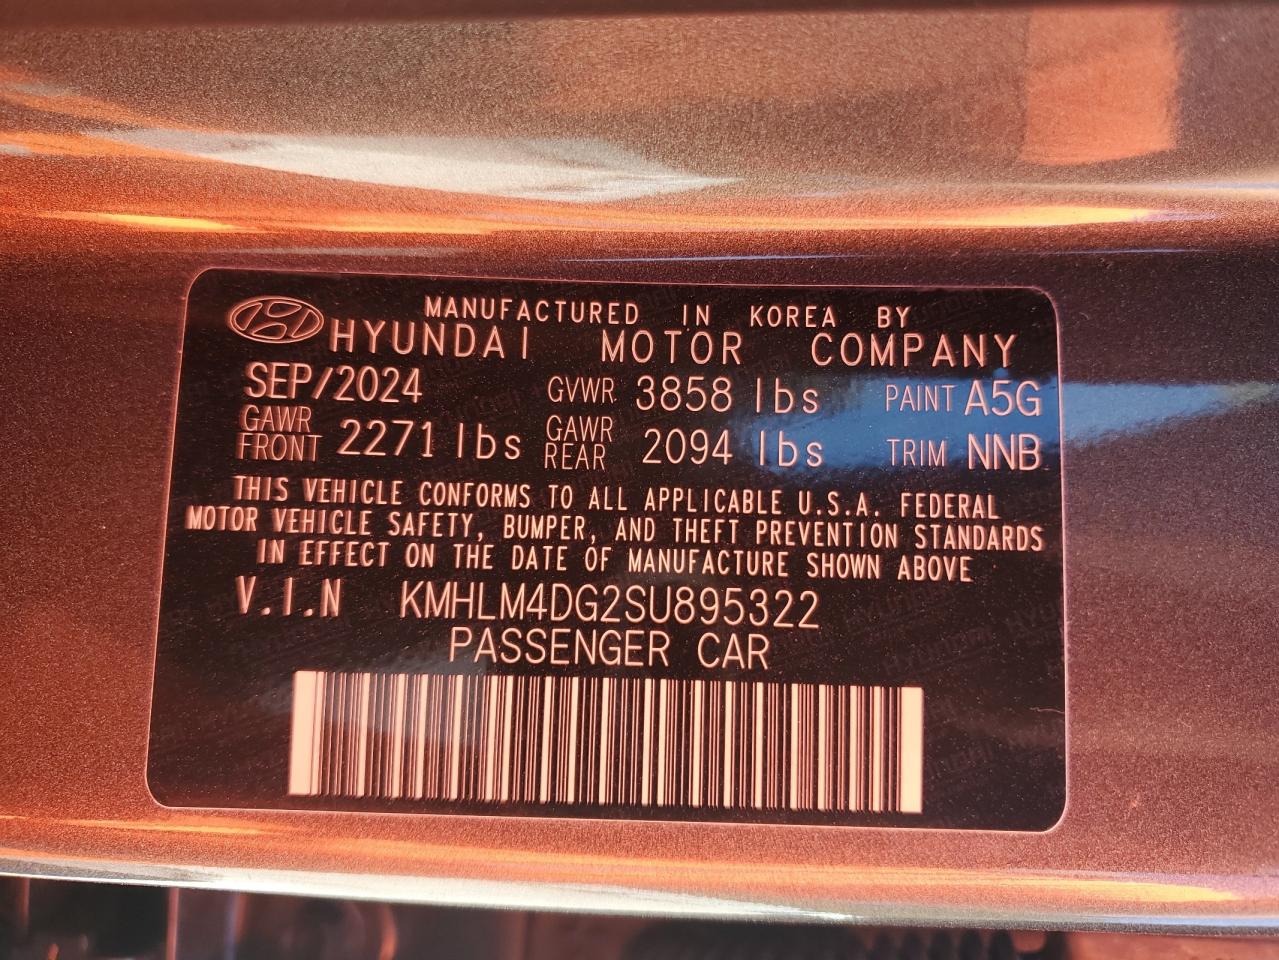 MANUFACTURED IN KOREA BY
HYUNDAI MOTOR COMPANY
SEP/2024 GVWR 3858 lbs PAINT A5G
GAWR FRONT 2271 lbs GAWR REAR 2094 lbs TRIM NNB
THIS VEHICLE CONFORMS TO ALL APPLICABLE U.S.A. FEDERAL
MOTOR VEHICLE SAFETY, BUMPER, AND THEFT PREVENTION STANDARDS
IN EFFECT ON THE DATE OF MANUFACTURE SHOWN ABOVE
V.I.N KMHLM4DG2SU895322
PASSENGER CAR